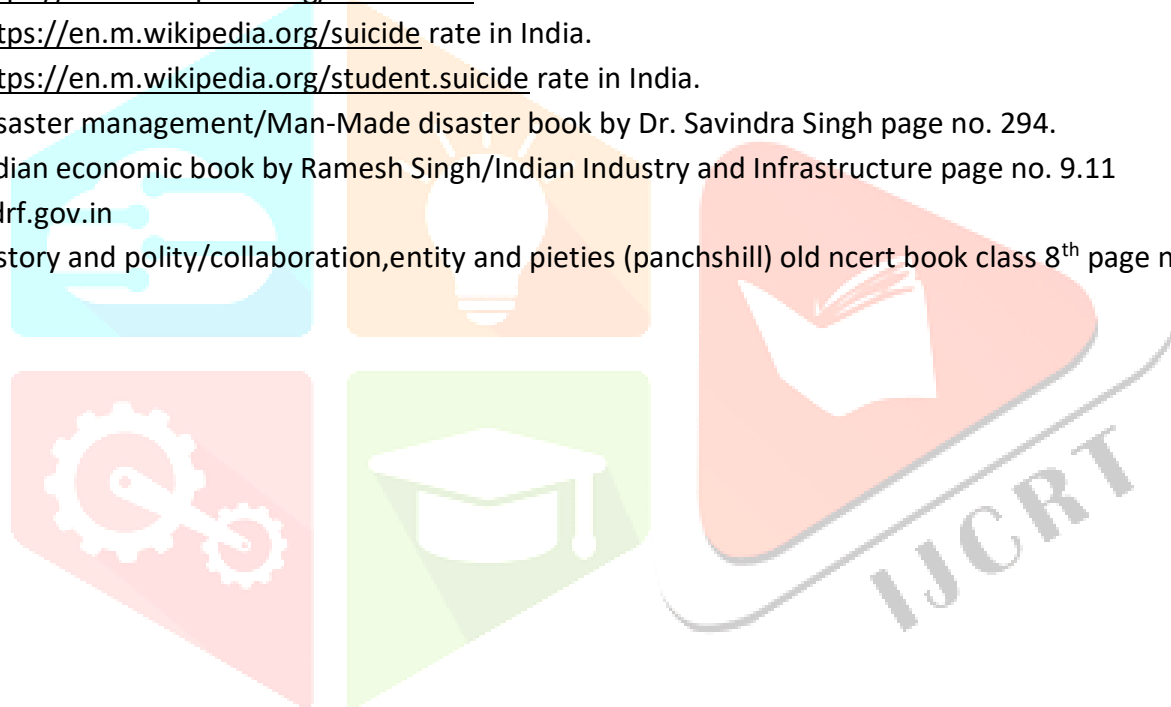 tps://en.m.wikipedia.org/suicide rate in India.
tps://en.m.wikipedia.org/student.suicide rate in India.
saster management/Man-Made disaster book by Dr. Savindra Singh page no. 294.
dian economic book by Ramesh Singh/Indian Industry and Infrastructure page no. 9.11
drf.gov.in
story and polity/collaboration,entity and pieties (panchshill) old ncert book class 8th page n
IJCRT